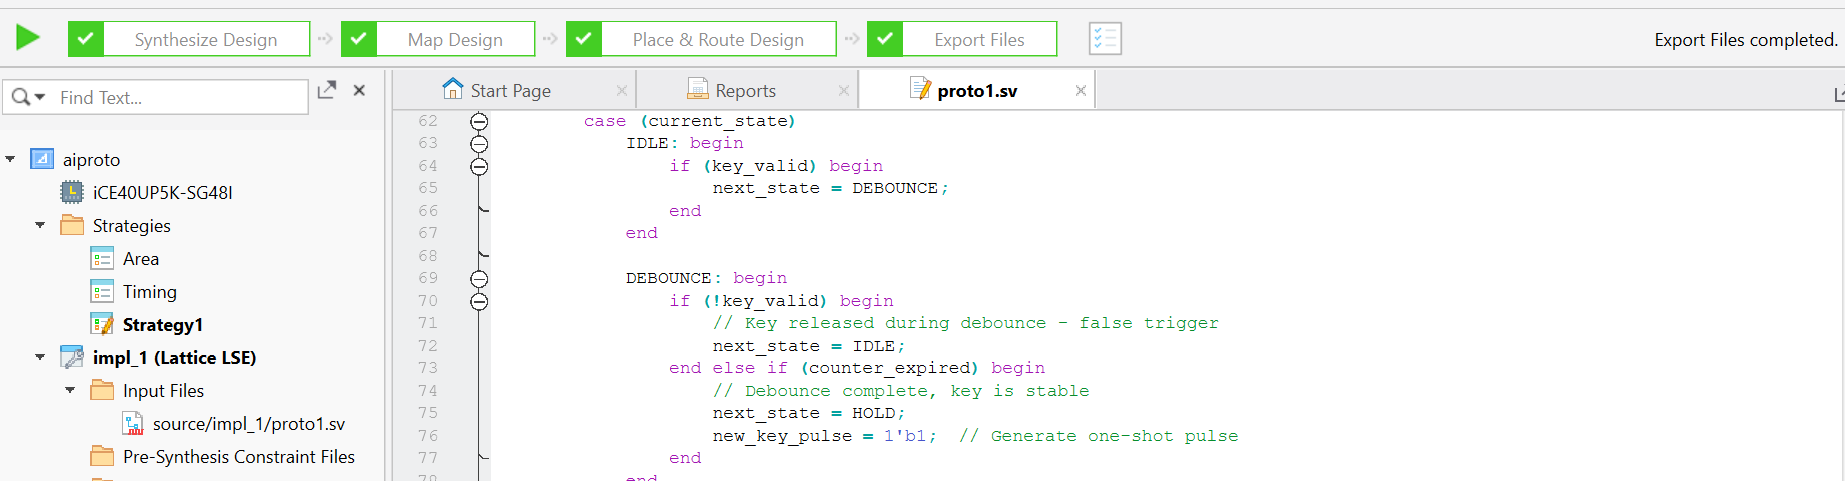 Synthesize Design
Map Design
Place & Route Design
Export Files
Export Files completed.
Find Text...
Start Page
Reports
proto1.sv
aiproto
iCE40UP5K-SG48I
Strategies
Area
Timing
Strategy1
impl_1 (Lattice LSE)
Input Files
source/impl_1/proto1.sv
Pre-Synthesis Constraint Files
62 case (current_state)
63 IDLE: begin
64 if (key_valid) begin
65 next_state = DEBOUNCE;
66 end
67 end
68
69 DEBOUNCE: begin
70 if (!key_valid) begin
71 // Key released during debounce - false trigger
72 next_state = IDLE;
73 end else if (counter_expired) begin
74 // Debounce complete, key is stable
75 next_state = HOLD;
76 new_key_pulse = 1'b1; // Generate one-shot pulse
77 end
78 end